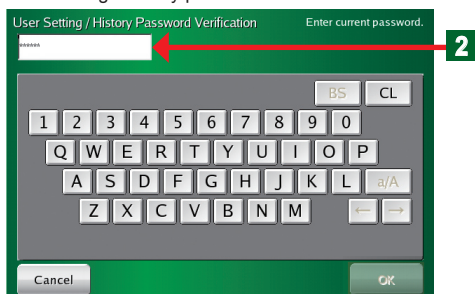 User Setting / History Password Verification Enter current password.
******
2
BS CL
1 2 3 4 5 6 7 8 9 0
Q W E R T Y U I O P
A S D F G H J K L a/A
Z X C V B N M ← →
Cancel OK